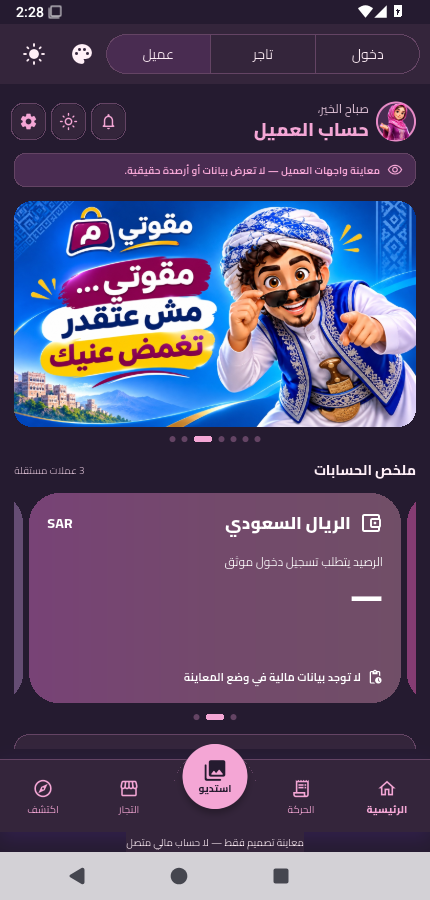 2:28
دخول
تاجر
عميل
صباح الخير،
حساب العميل
معاينة واجهات العميل — لا تعرض بيانات أو أرصدة حقيقية.
مقوتي
مقوتي...
مش عتقدر
تغمض عنيك
ملخص الحسابات
3 عملات مستقلة
الريال السعودي
SAR
الرصيد يتطلب تسجيل دخول موثق
—
لا توجد بيانات مالية في وضع المعاينة
الرئيسية
الحركة
استديو
التجار
اكتشف
معاينة تصميم فقط — لا حساب مالي متصل